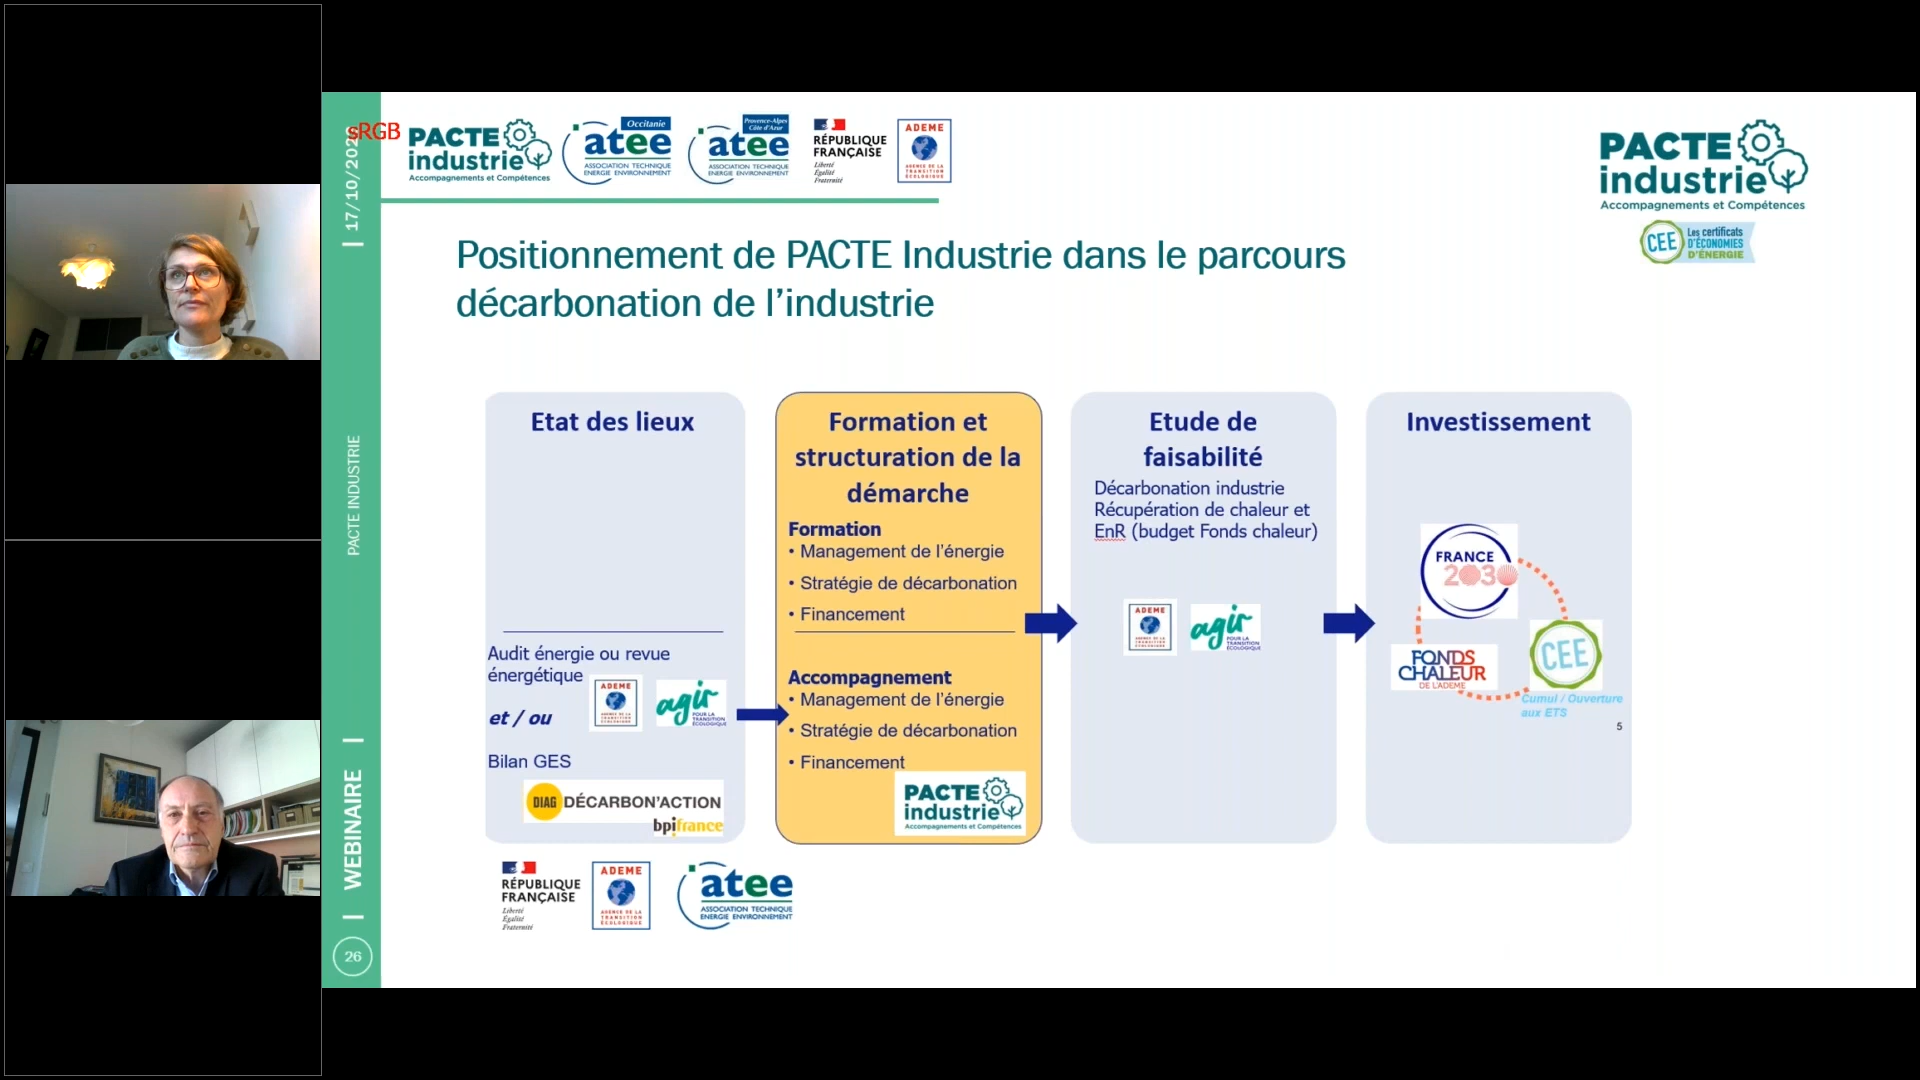 sRGB
17/10/202
PACTE INDUSTRIE
WEBINAIRE
26
PACTE
industrie
Accompagnements et Compétences
Occitanie
atee
ASSOCIATION TECHNIQUE
ENERGIE ENVIRONNEMENT
Provence-Alpes
Côte d'Azur
atee
ASSOCIATION TECHNIQUE
ENERGIE ENVIRONNEMENT
RÉPUBLIQUE
FRANÇAISE
Liberté
Égalité
Fraternité
ADEME
AGENCE DE LA
TRANSITION
ÉCOLOGIQUE
PACTE
industrie
Accompagnements et Compétences
CEE
Les certificats
D'ÉCONOMIES
D'ÉNERGIE
Positionnement de PACTE Industrie dans le parcours
décarbonation de l'industrie
Etat des lieux
Audit énergie ou revue
énergétique
ADEME
AGENCE DE LA
TRANSITION
ÉCOLOGIQUE
agir
POUR LA
TRANSITION
ÉCOLOGIQUE
et / ou
Bilan GES
DIAG DÉCARBON'ACTION
bpifrance
Formation et
structuration de la
démarche
Formation
• Management de l'énergie
• Stratégie de décarbonation
• Financement
Accompagnement
• Management de l'énergie
• Stratégie de décarbonation
• Financement
PACTE
industrie
Accompagnements et Compétences
Etude de
faisabilité
Décarbonation industrie
Récupération de chaleur et
EnR (budget Fonds chaleur)
ADEME
AGENCE DE LA
TRANSITION
ÉCOLOGIQUE
agir
POUR LA
TRANSITION
ÉCOLOGIQUE
Investissement
FRANCE
2030
CEE
FONDS
CHALEUR
DE L'ADEME
Cumul / Ouverture
aux ETS
5
RÉPUBLIQUE
FRANÇAISE
Liberté
Égalité
Fraternité
ADEME
AGENCE DE LA
TRANSITION
ÉCOLOGIQUE
atee
ASSOCIATION TECHNIQUE
ENERGIE ENVIRONNEMENT